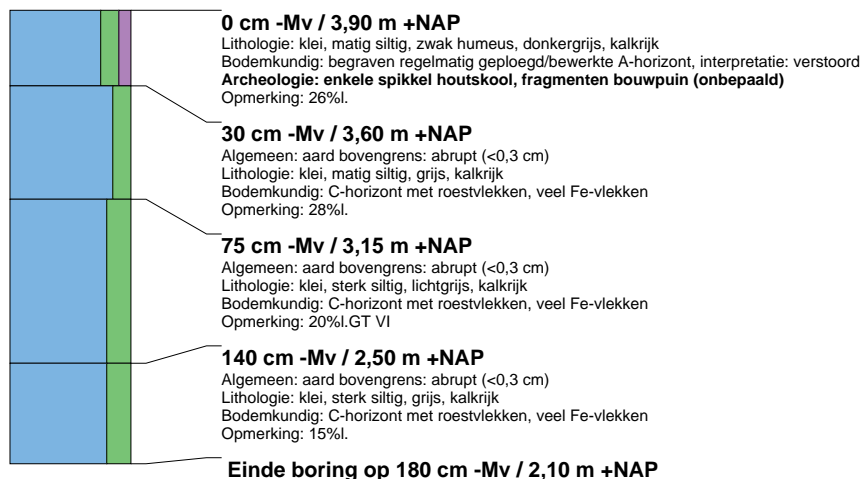 0 cm -Mv / 3,90 m +NAP
Lithologie: klei, matig siltig, zwak humeus, donkergrijs, kalkrijk
Bodemkundig: begraven regelmatig geploegd/bewerkte A-horizont, interpretatie: verstoord
Archeologie: enkele spikkel houtskool, fragmenten bouwpuin (onbepaald)
Opmerking: 26%l.
30 cm -Mv / 3,60 m +NAP
Algemeen: aard bovengrens: abrupt (<0,3 cm)
Lithologie: klei, matig siltig, grijs, kalkrijk
Bodemkundig: C-horizont met roestvlekken, veel Fe-vlekken
Opmerking: 28%l.
75 cm -Mv / 3,15 m +NAP
Algemeen: aard bovengrens: abrupt (<0,3 cm)
Lithologie: klei, sterk siltig, lichtgrijs, kalkrijk
Bodemkundig: C-horizont met roestvlekken, veel Fe-vlekken
Opmerking: 20%l.GT VI
140 cm -Mv / 2,50 m +NAP
Algemeen: aard bovengrens: abrupt (<0,3 cm)
Lithologie: klei, sterk siltig, grijs, kalkrijk
Bodemkundig: C-horizont met roestvlekken, veel Fe-vlekken
Opmerking: 15%l.
Einde boring op 180 cm -Mv / 2,10 m +NAP